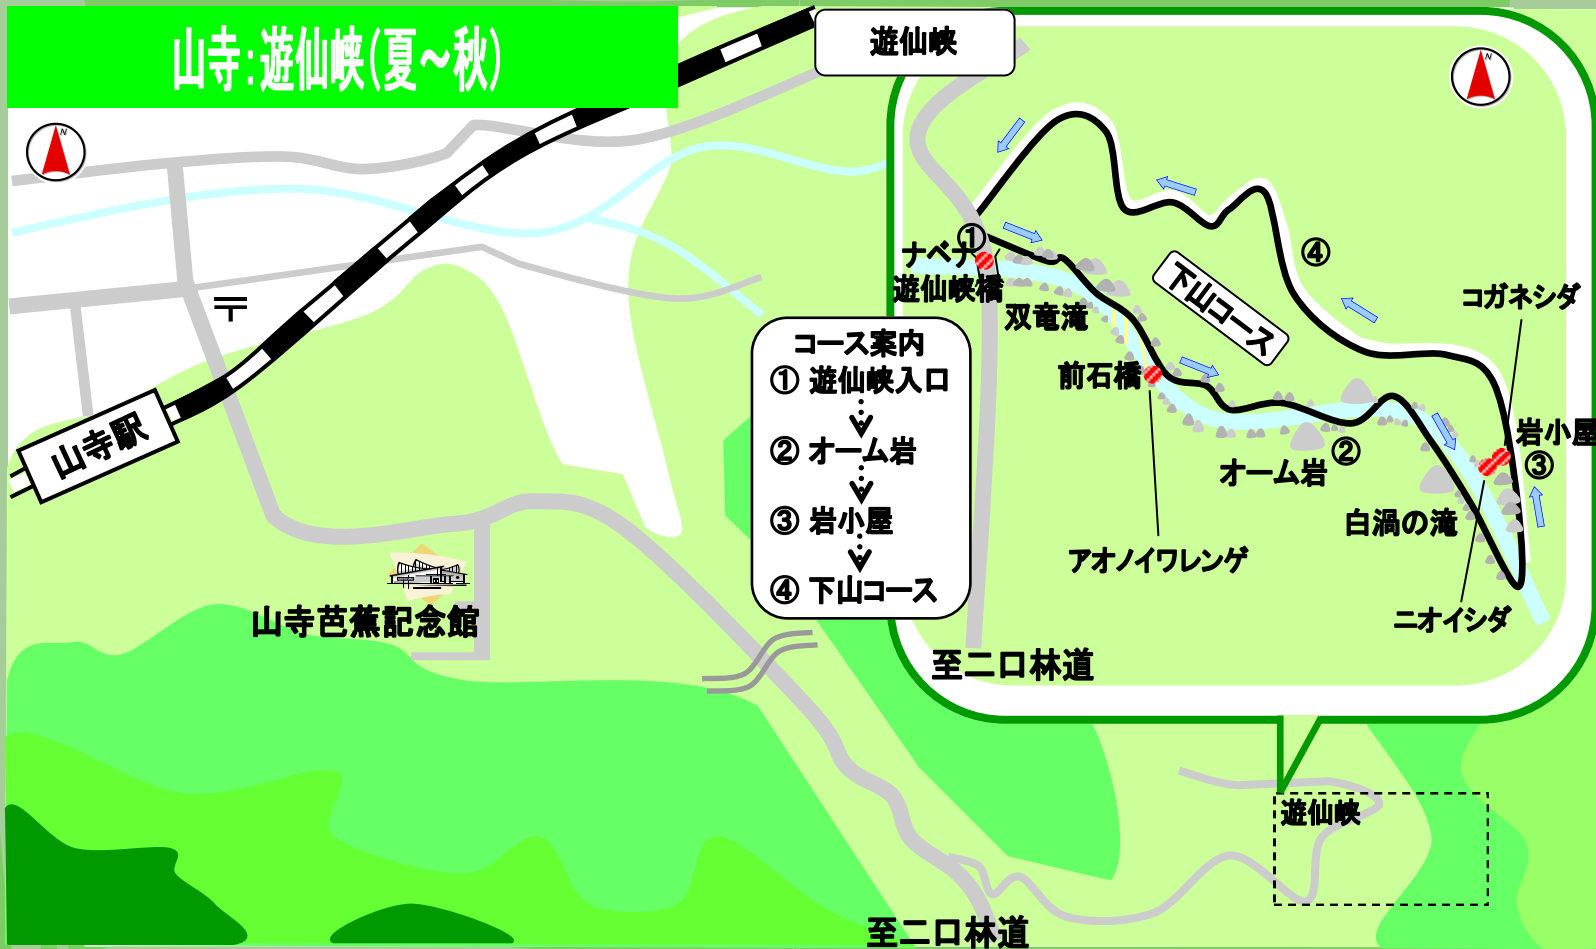 山寺:遊仙峡(夏～秋)
遊仙峡
N
N
①
ナベナ
遊仙峡橋
双竜滝
下山コース
④
コガネシダ
前石橋
岩小屋
③
オーム岩
②
白渦の滝
アオノイワレンゲ
ニオイシダ
至二口林道
コース案内
① 遊仙峡入口
② オーム岩
③ 岩小屋
④ 下山コース
〒
山寺駅
山寺芭蕉記念館
遊仙峡
至二口林道